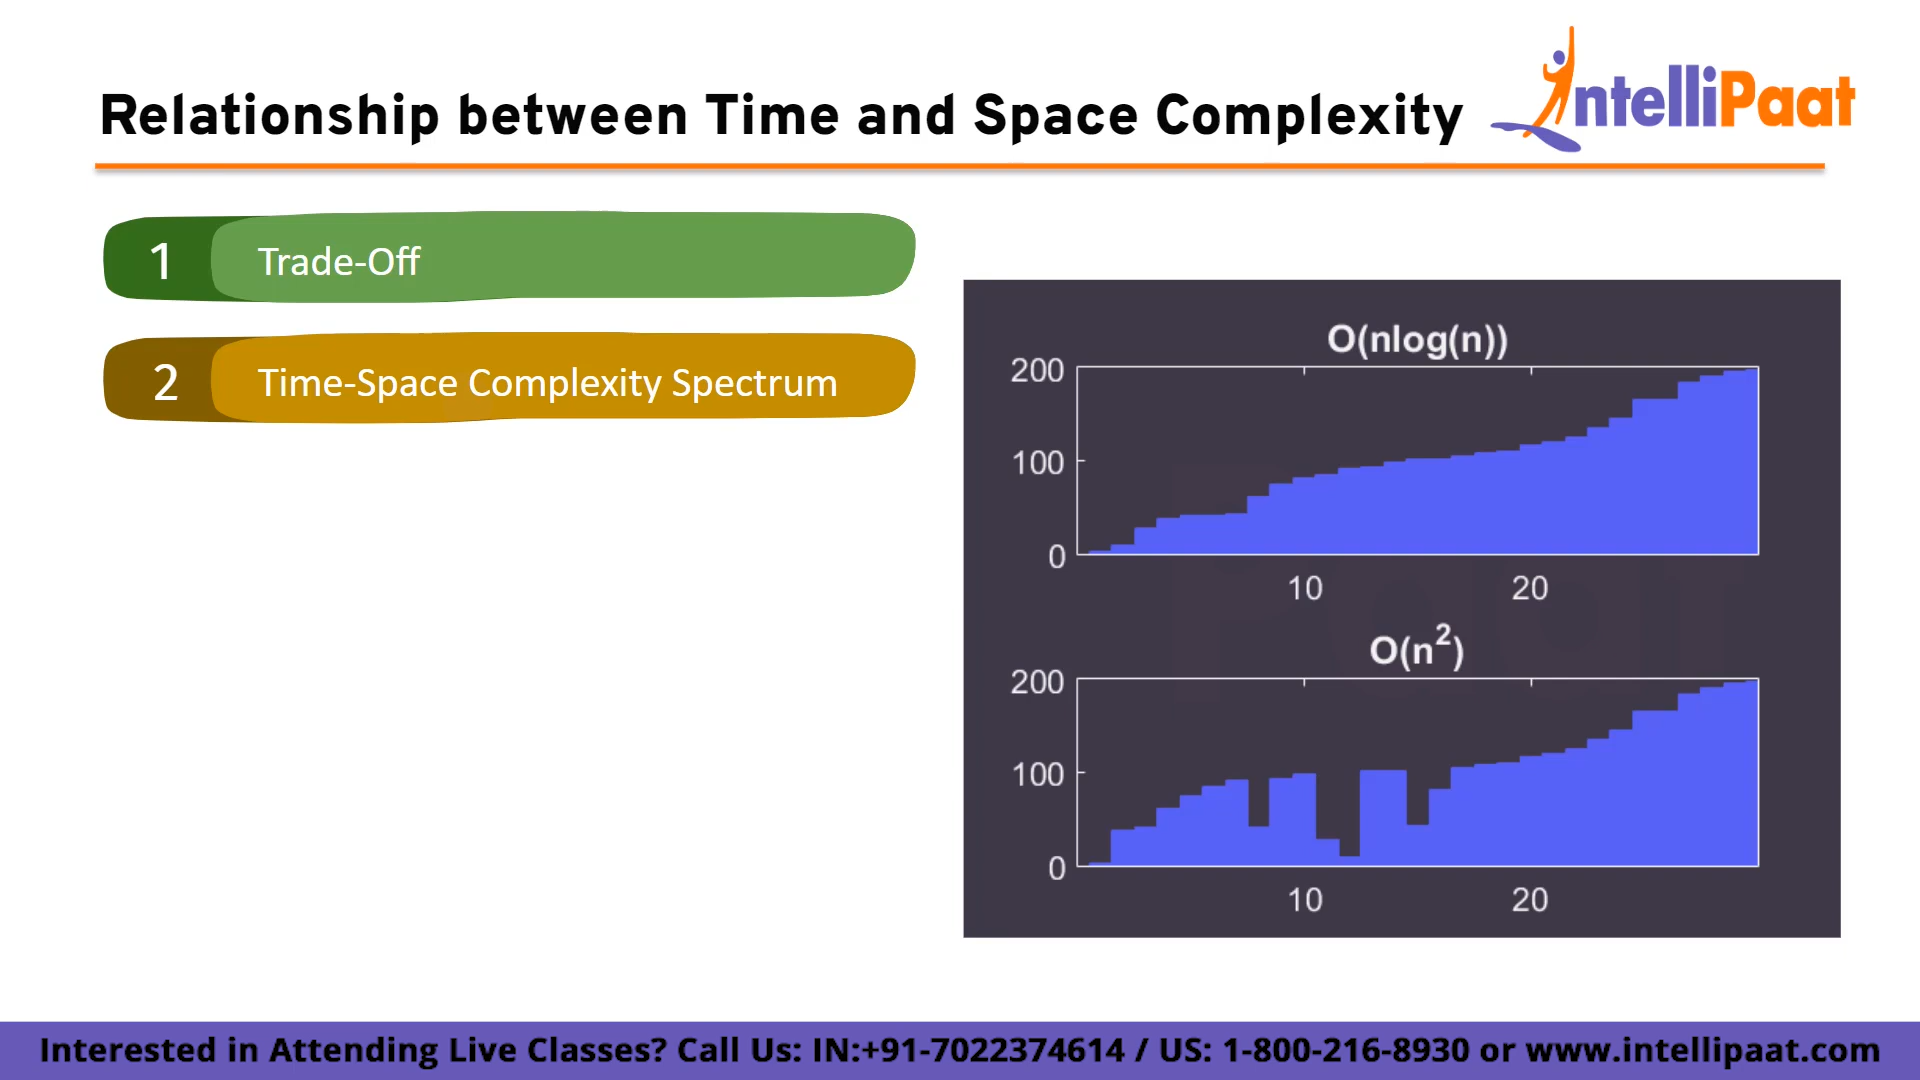 Relationship between Time and Space Complexity
IntelliPaat
1 Trade-Off
2 Time-Space Complexity Spectrum
O(nlog(n))
200
100
0
10 20
O(n²)
200
100
0
10 20
Interested in Attending Live Classes? Call Us: IN:+91-7022374614 / US: 1-800-216-8930 or www.intellipaat.com